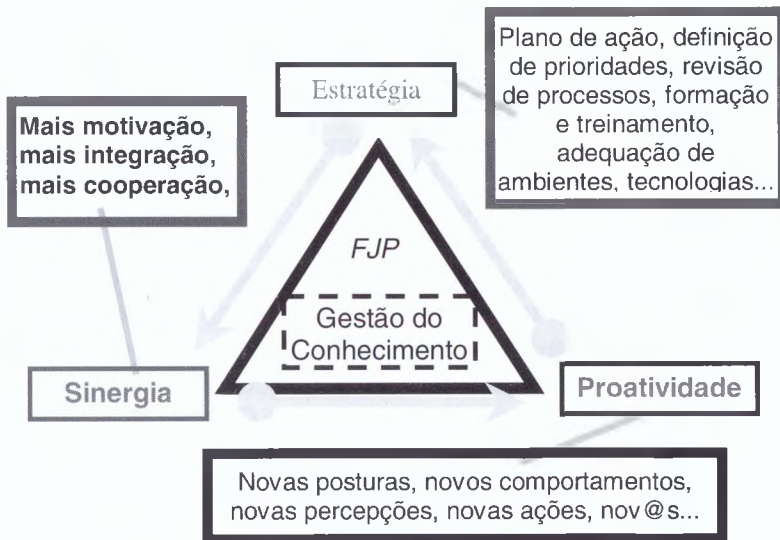 Plano de ação, definição
de prioridades, revisão
de processos, formação
e treinamento,
adequação de
ambientes, tecnologias...
Estratégia
Mais motivação,
mais integração,
mais cooperação,
FJP
Gestão do
Conhecimento
Sinergia
Proatividade
Novas posturas, novos comportamentos,
novas percepções, novas ações, nov@s...